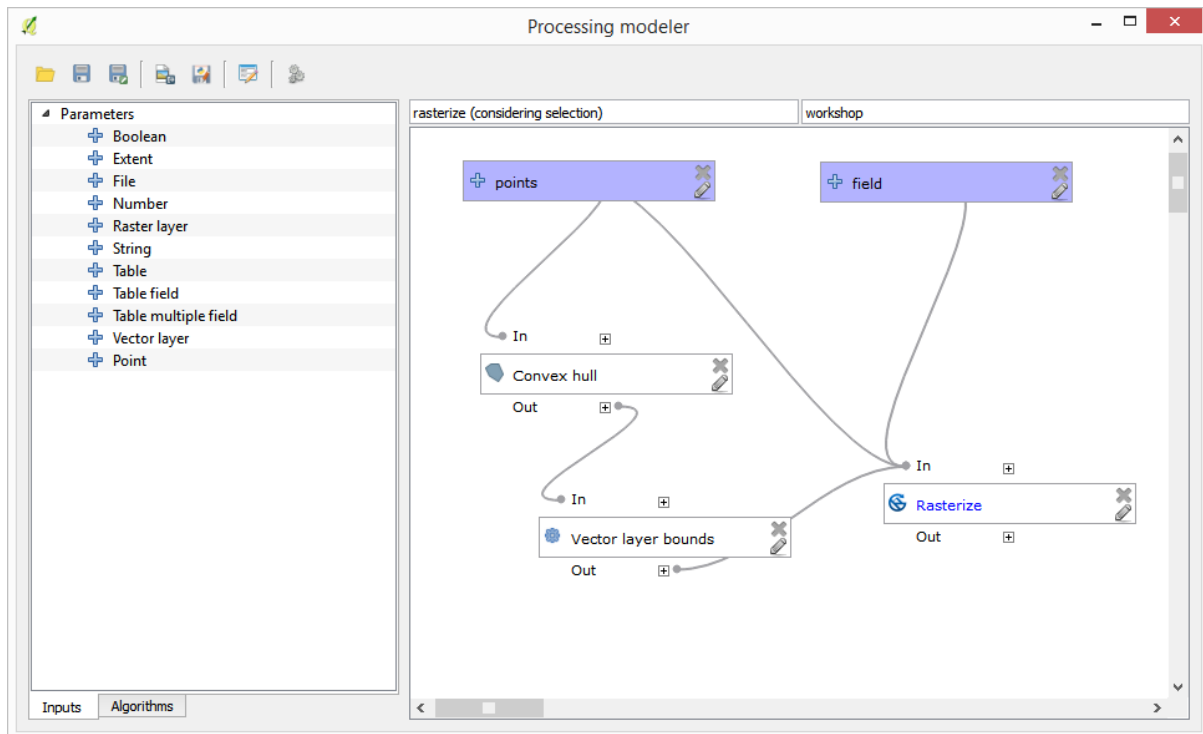 Processing modeler
Parameters
Boolean
Extent
File
Number
Raster layer
String
Table
Table field
Table multiple field
Vector layer
Point
Inputs
Algorithms
rasterize (considering selection)
workshop
points
field
In
Convex hull
Out
In
Vector layer bounds
Out
In
Rasterize
Out